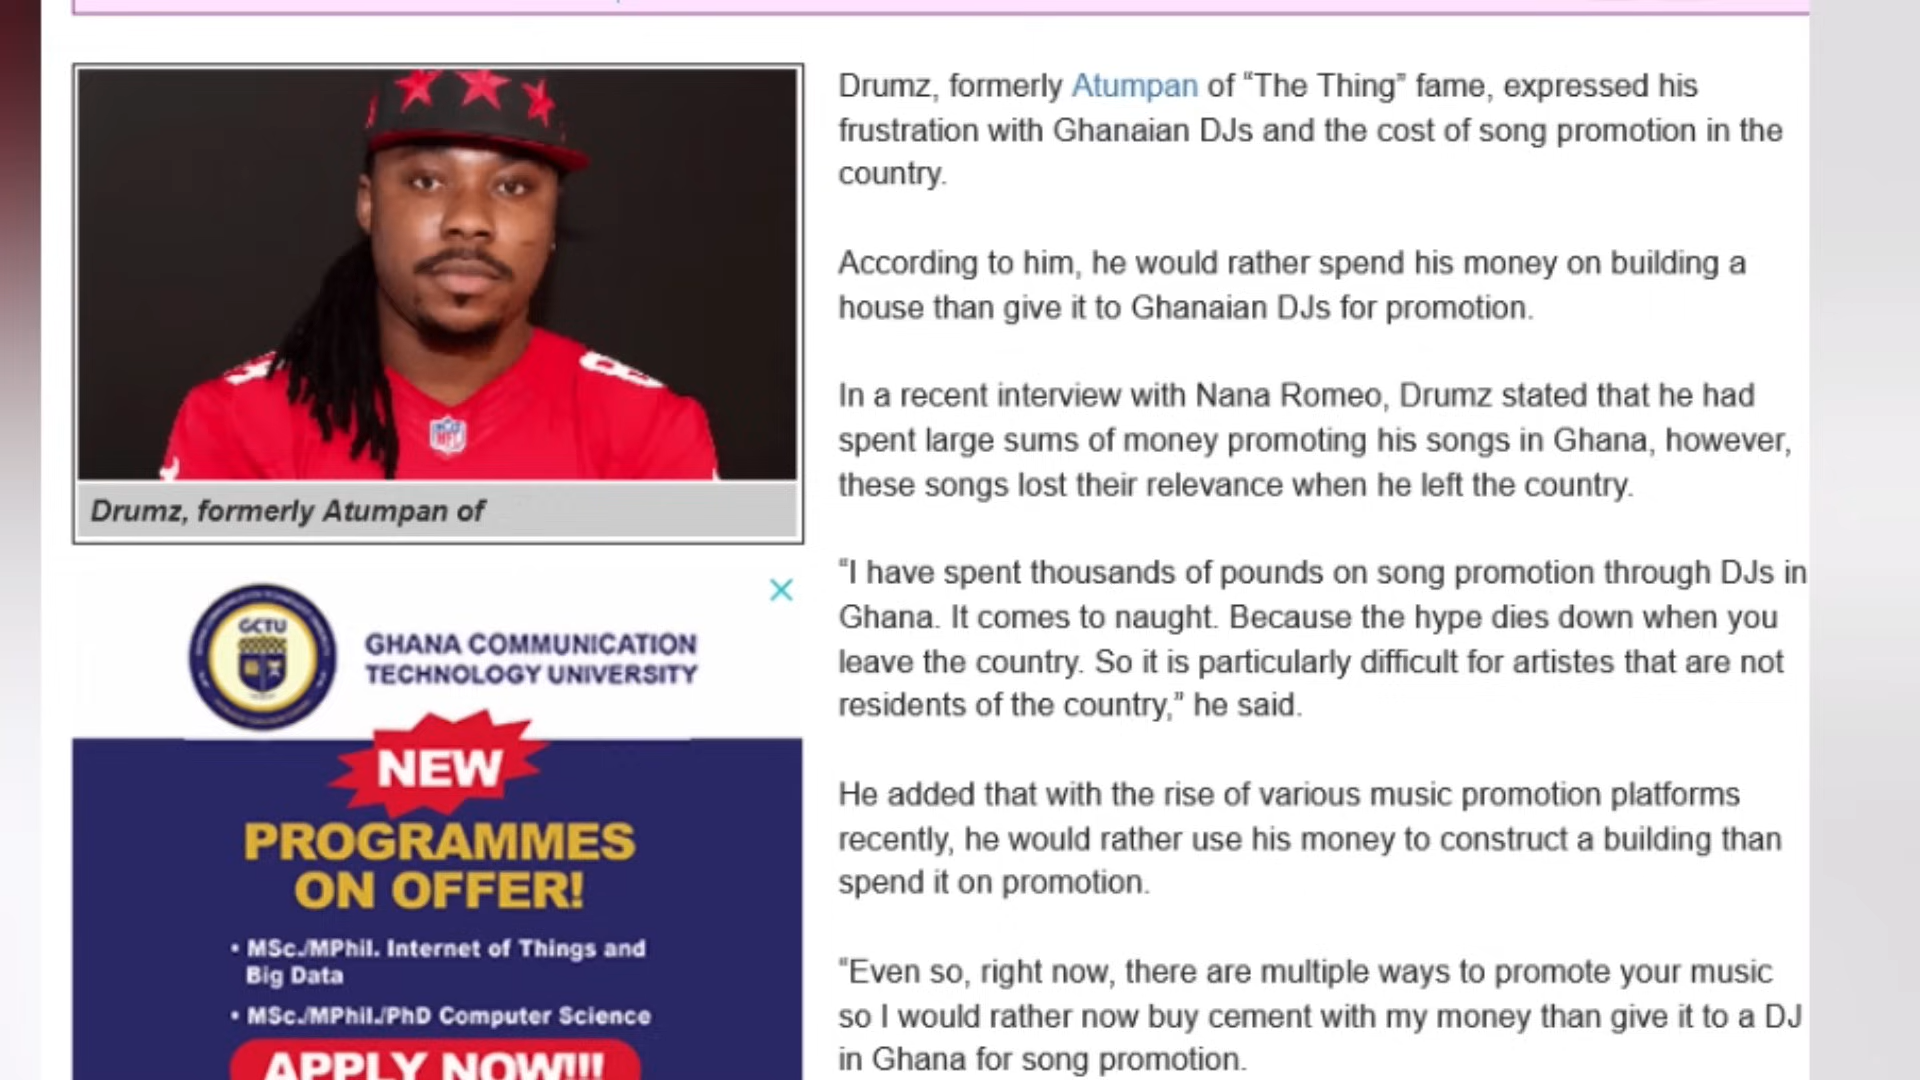 Drumz, formerly Atumpan of “The Thing” fame, expressed his
frustration with Ghanaian DJs and the cost of song promotion in the
country.
According to him, he would rather spend his money on building a
house than give it to Ghanaian DJs for promotion.
In a recent interview with Nana Romeo, Drumz stated that he had
spent large sums of money promoting his songs in Ghana, however,
these songs lost their relevance when he left the country.
“I have spent thousands of pounds on song promotion through DJs in
Ghana. It comes to naught. Because the hype dies down when you
leave the country. So it is particularly difficult for artistes that are not
residents of the country,” he said.
He added that with the rise of various music promotion platforms
recently, he would rather use his money to construct a building than
spend it on promotion.
“Even so, right now, there are multiple ways to promote your music
so I would rather now buy cement with my money than give it to a DJ
in Ghana for song promotion.
NFL
Drumz, formerly Atumpan of
GCTU
GHANA COMMUNICATION
TECHNOLOGY UNIVERSITY
NEW
PROGRAMMES
ON OFFER!
• MSc./MPhil. Internet of Things and
Big Data
• MSc./MPhil./PhD Computer Science
APPLY NOW!!!